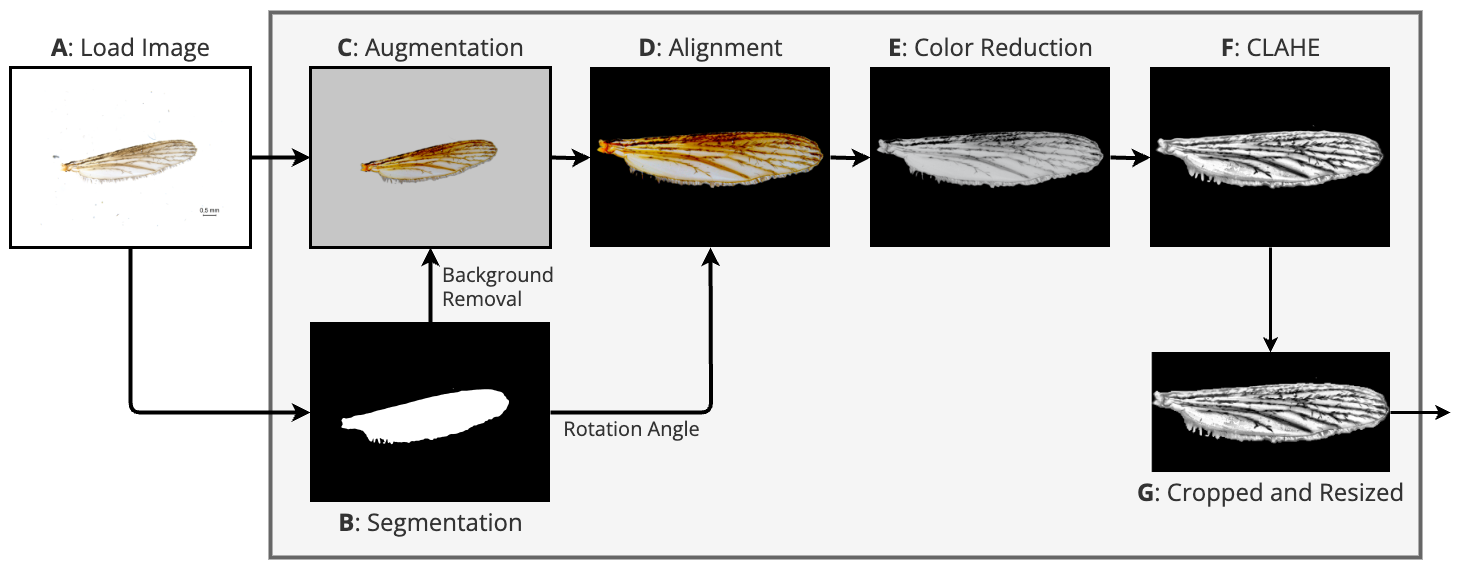 A: Load Image
C: Augmentation
D: Alignment
E: Color Reduction
F: CLAHE
0.5 mm
Background
Removal
Rotation Angle
B: Segmentation
G: Cropped and Resized